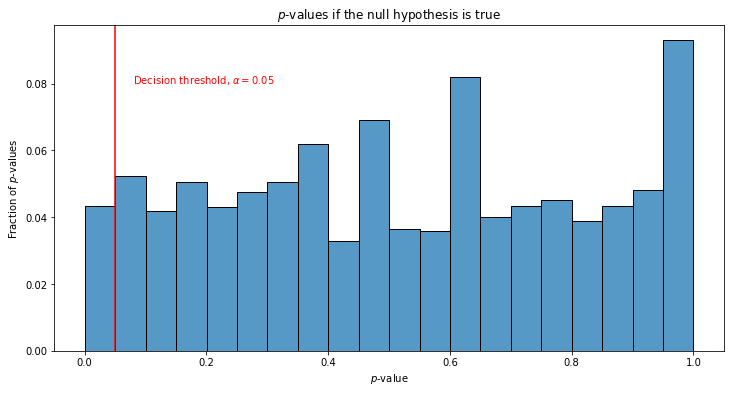 p-values if the null hypothesis is true
Decision threshold, α = 0.05
Fraction of p-values
0.08
0.06
0.04
0.02
0.00
0.0 0.2 0.4 0.6 0.8 1.0
p-value